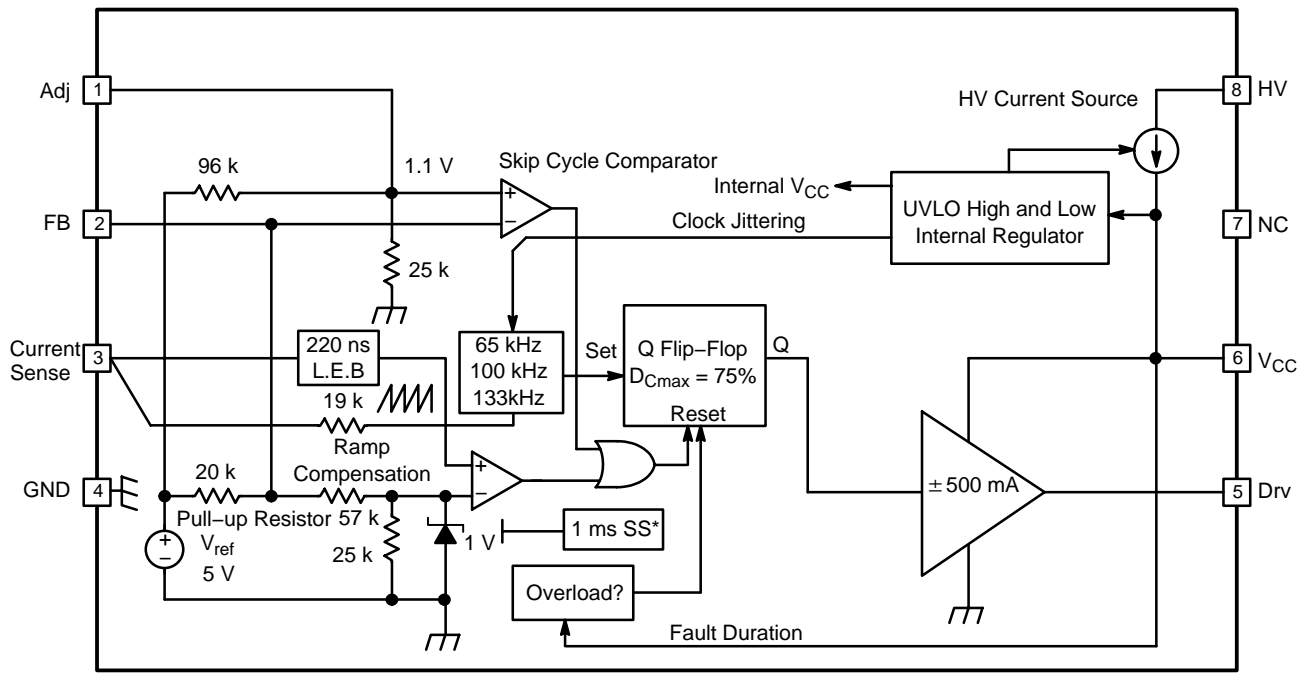 Adj
1
8
HV
HV Current Source
96 k
1.1 V
Skip Cycle Comparator
+
−
Internal VCC
UVLO High and Low
Internal Regulator
FB
2
7
NC
Clock Jittering
25 k
Current
Sense
3
220 ns
L.E.B
65 kHz
100 kHz
133kHz
Set
Q Flip−Flop
DCmax = 75%
Reset
Q
6
VCC
19 k
Ramp
Compensation
+
−
GND
4
20 k
Pull−up Resistor
57 k
25 k
Vref
5 V
+
−
1 V
1 ms SS*
± 500 mA
5
Drv
Overload?
Fault Duration